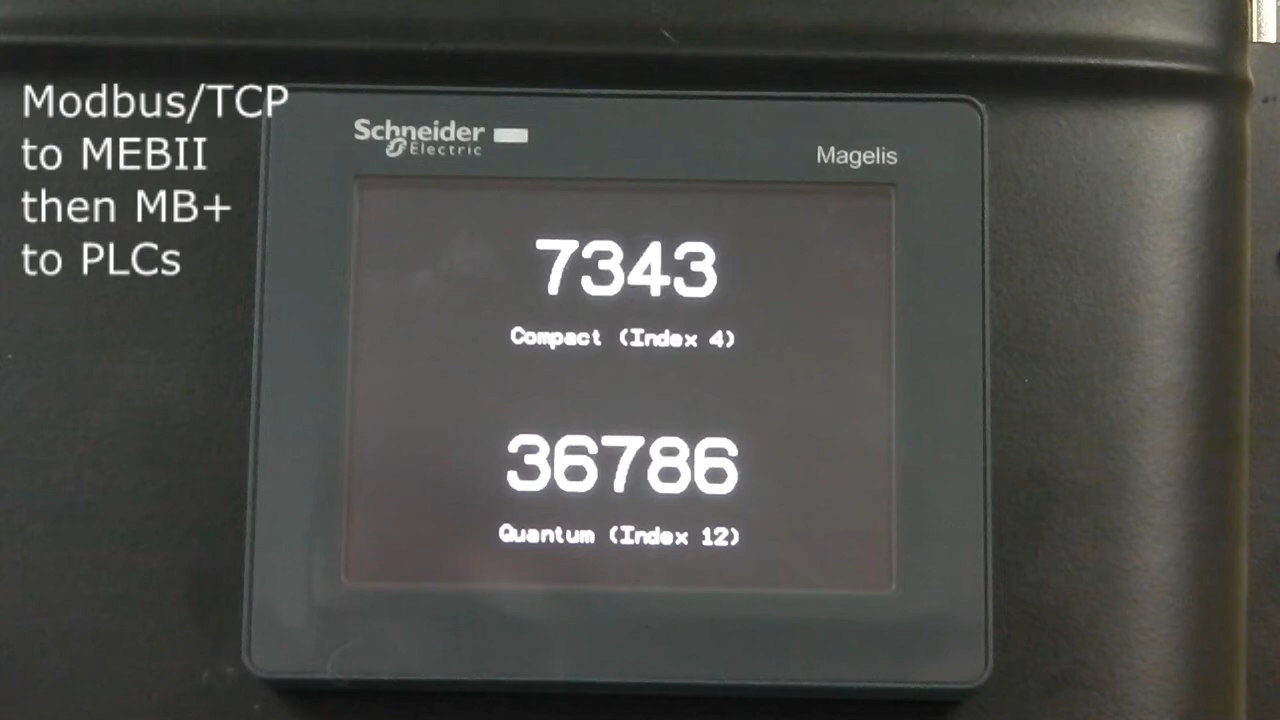 Modbus/TCP
to MEBII
then MB+
to PLCs
Schneider
Electric
Magelis
7343
Compact (Index 4)
36786
Quantum (Index 12)